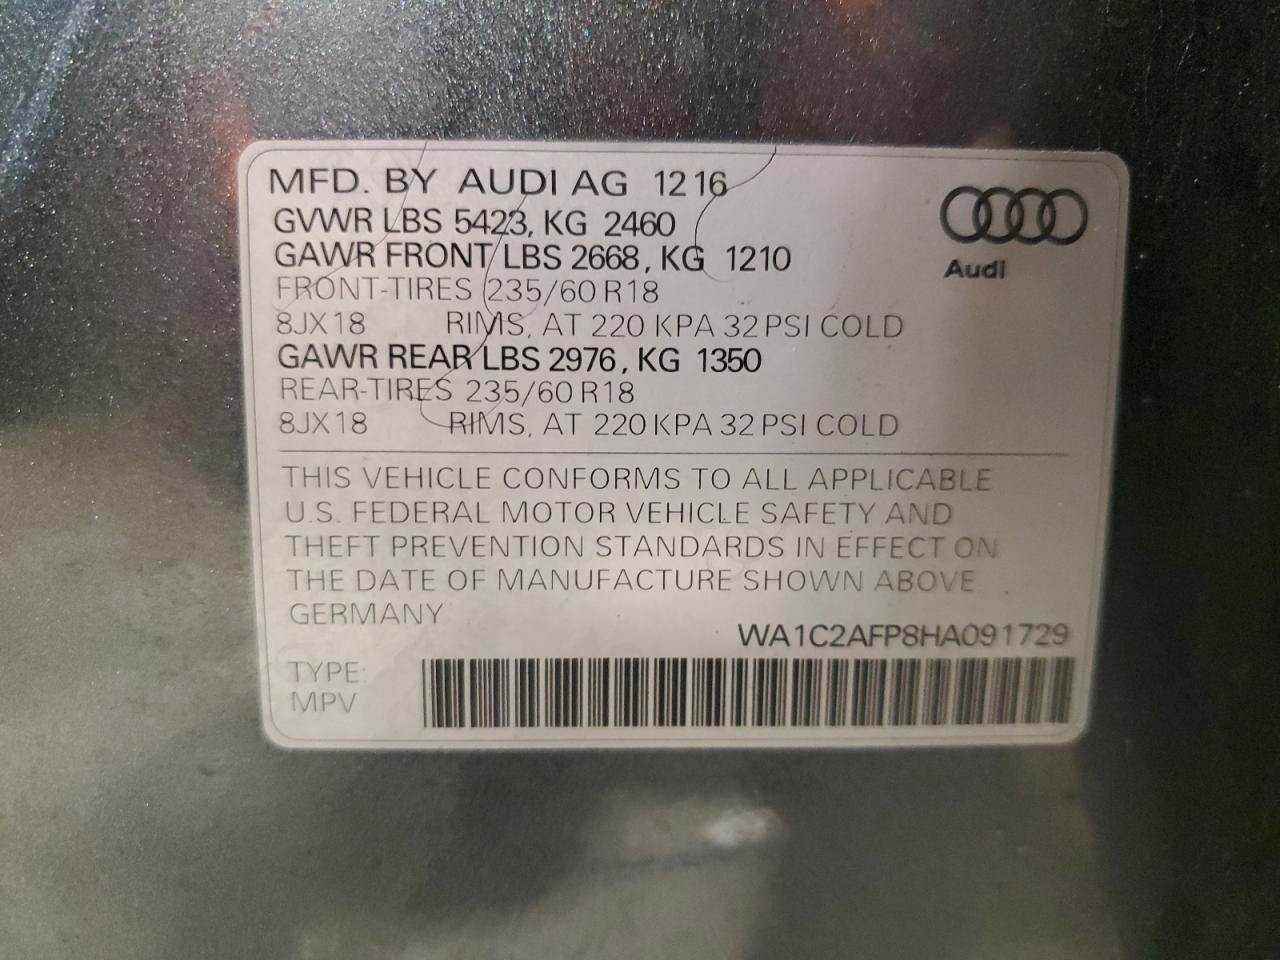 MFD. BY AUDI AG 12 16
GVWR LBS 5423, KG 2460
GAWR FRONT LBS 2668, KG 1210
FRONT-TIRES 235/60 R18
8JX18 RIMS, AT 220 KPA 32 PSI COLD
GAWR REAR LBS 2976, KG 1350
REAR-TIRES 235/60 R18
8JX18 RIMS, AT 220 KPA 32 PSI COLD
Audi
THIS VEHICLE CONFORMS TO ALL APPLICABLE
U.S. FEDERAL MOTOR VEHICLE SAFETY AND
THEFT PREVENTION STANDARDS IN EFFECT ON
THE DATE OF MANUFACTURE SHOWN ABOVE
GERMANY
WA1C2AFP8HA091729
TYPE:
MPV